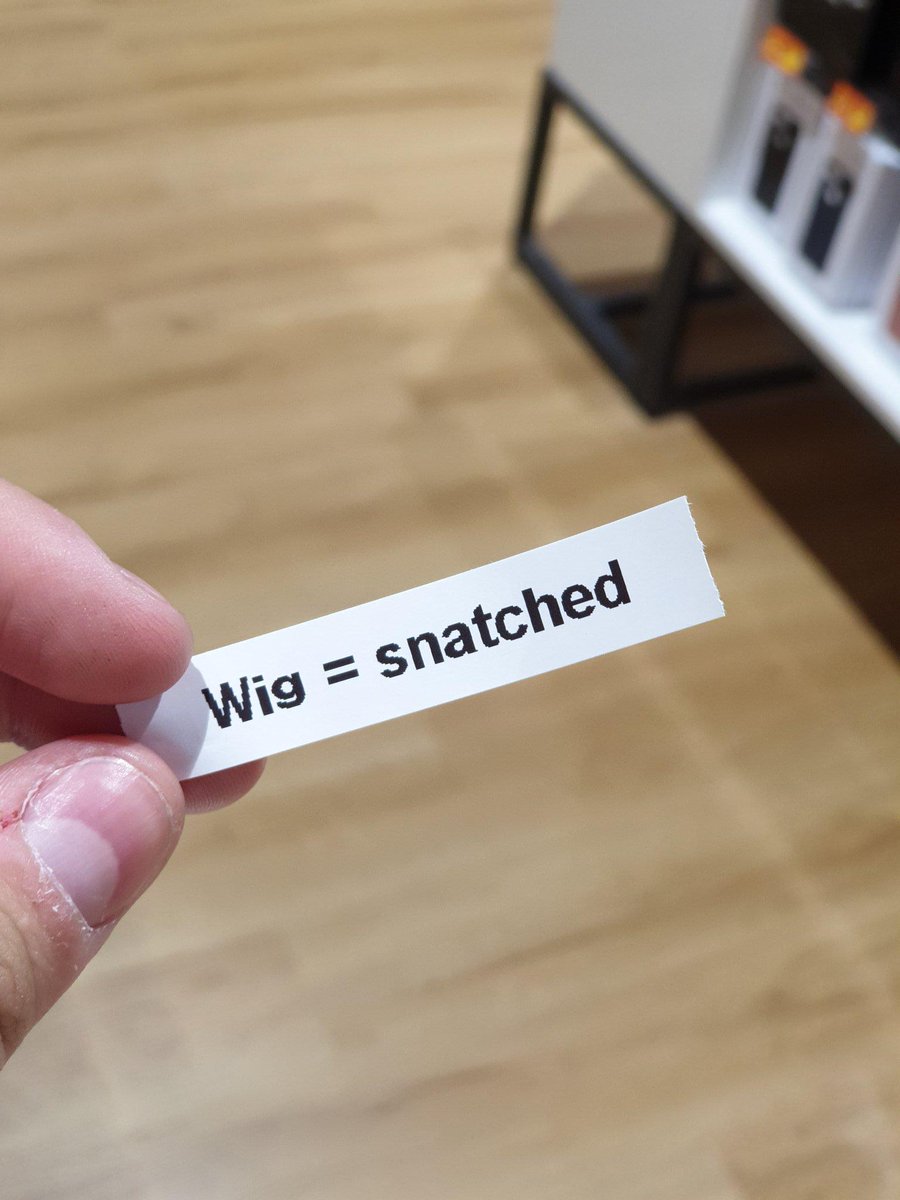 Wig = snatched